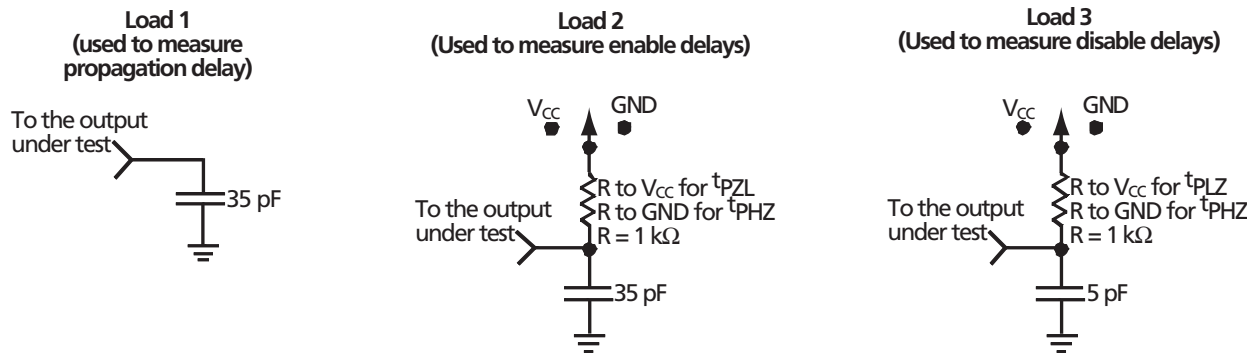 Load 1
(used to measure
propagation delay)
To the output
under test
35 pF
Load 2
(Used to measure enable delays)
VCC
GND
R to VCC for tPZL
R to GND for tPHZ
R = 1 kΩ
To the output
under test
35 pF
Load 3
(Used to measure disable delays)
VCC
GND
R to VCC for tPLZ
R to GND for tPHZ
R = 1 kΩ
To the output
under test
5 pF